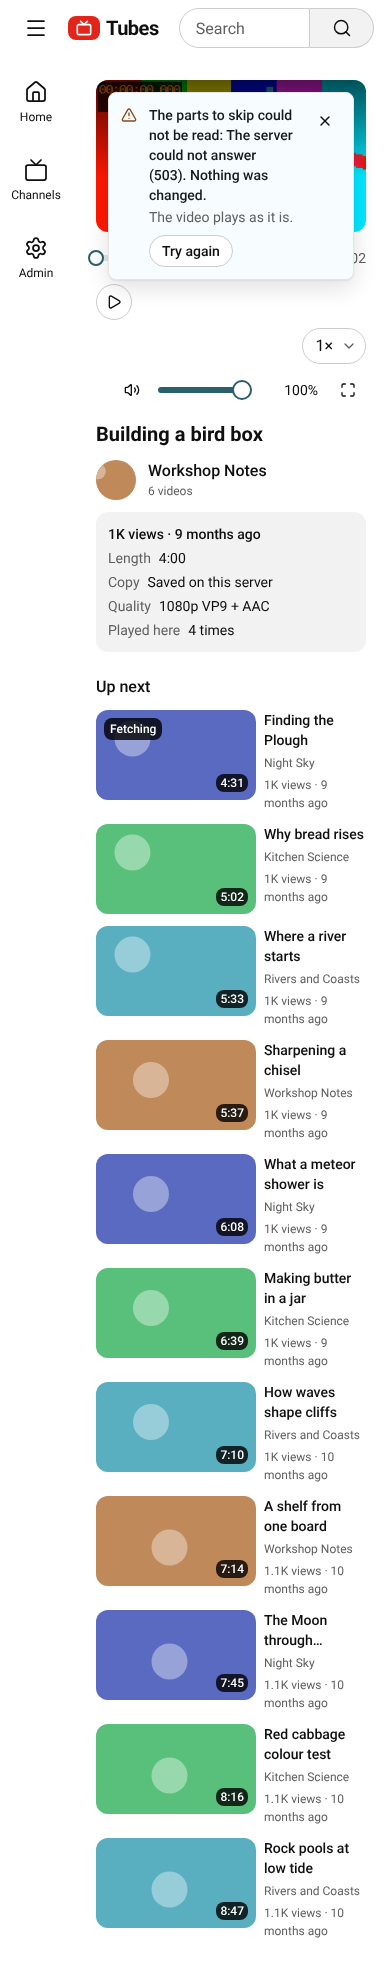 Tubes
Search
Home
Channels
Admin
The parts to skip could
not be read: The server
could not answer
(503). Nothing was
changed.
The video plays as it is.
Try again
1×
100%
Building a bird box
Workshop Notes
6 videos
1K views · 9 months ago
Length 4:00
Copy Saved on this server
Quality 1080p VP9 + AAC
Played here 4 times
Up next
Fetching
4:31
Finding the
Plough
Night Sky
1K views · 9
months ago
5:02
Why bread rises
Kitchen Science
1K views · 9
months ago
5:33
Where a river
starts
Rivers and Coasts
1K views · 9
months ago
5:37
Sharpening a
chisel
Workshop Notes
1K views · 9
months ago
6:08
What a meteor
shower is
Night Sky
1K views · 9
months ago
6:39
Making butter
in a jar
Kitchen Science
1K views · 9
months ago
7:10
How waves
shape cliffs
Rivers and Coasts
1K views · 10
months ago
7:14
A shelf from
one board
Workshop Notes
1.1K views · 10
months ago
7:45
The Moon
through…
Night Sky
1.1K views · 10
months ago
8:16
Red cabbage
colour test
Kitchen Science
1.1K views · 10
months ago
8:47
Rock pools at
low tide
Rivers and Coasts
1.1K views · 10
months ago